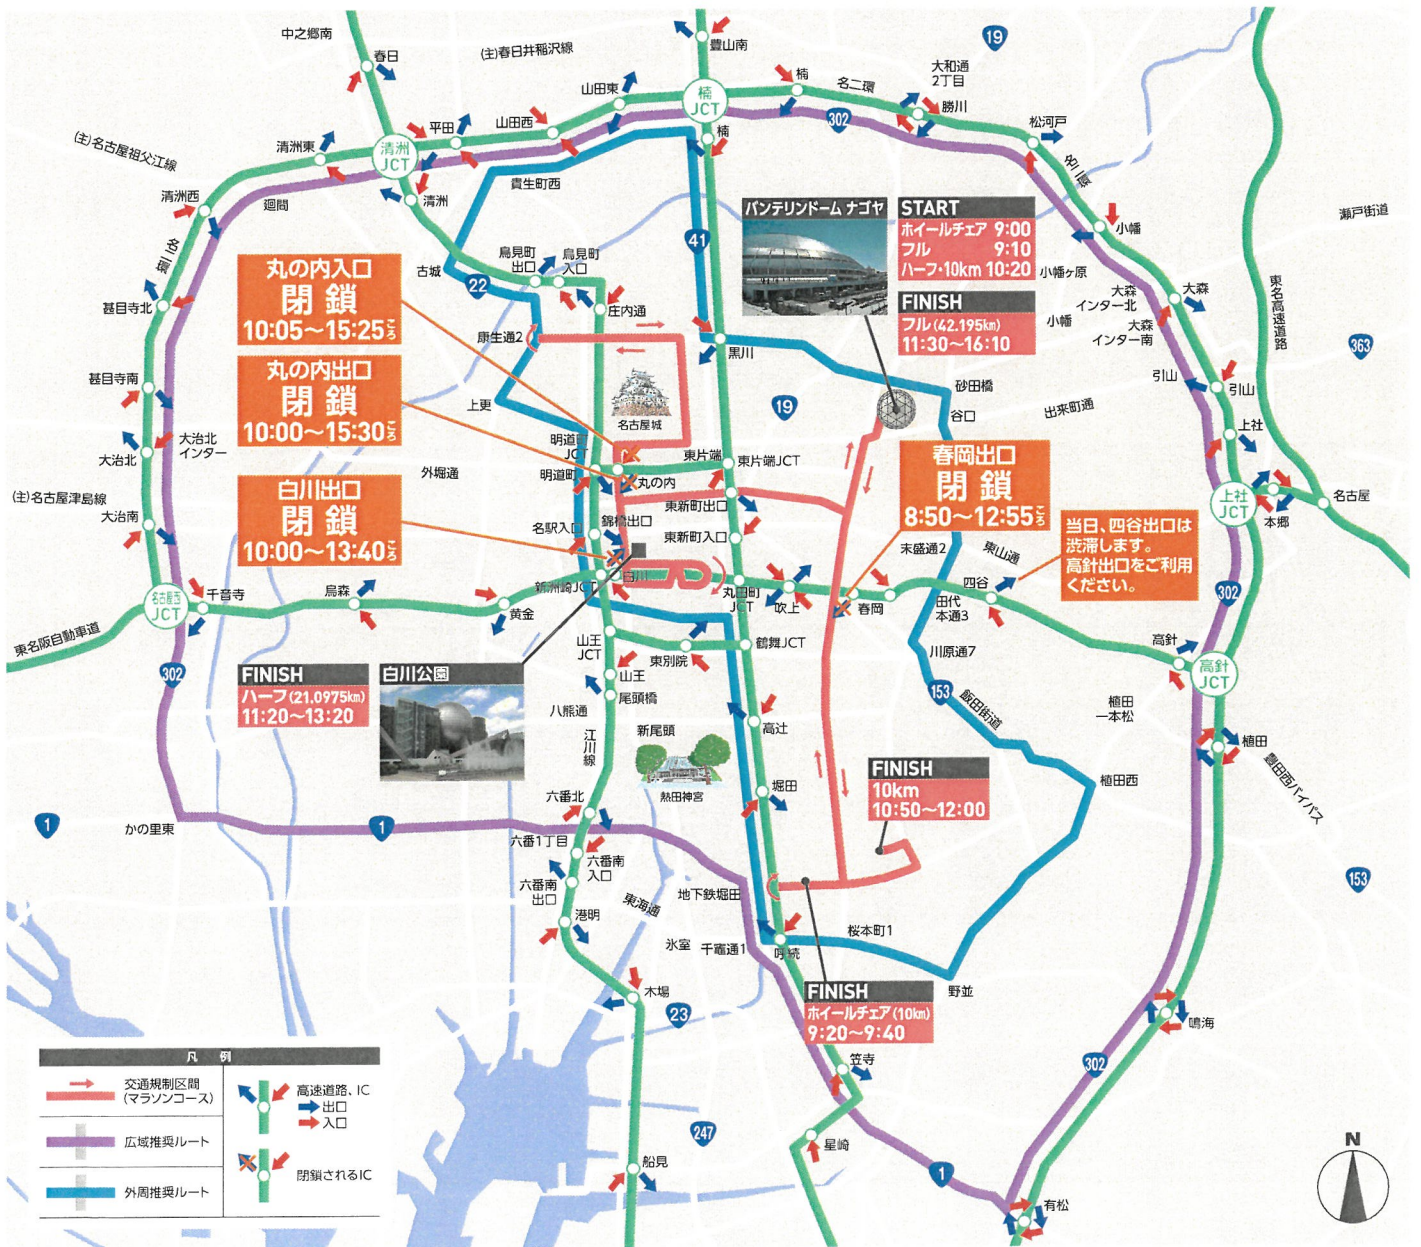 中之郷南
春日
(主)春日井稲沢線
豊山南
19
大和通
2丁目
楠
名二環
勝川
山田東
楠
JCT
302
松河戸
名二環
平田
山田西
(主)名古屋祖父江線
清洲東
清洲
JCT
楠
清洲西
廻間
清洲
貴生町西
瀬戸街道
小幡
名二環
古城
22
鳥見町
出口
鳥見町
入口
庄内通
41
パンテリンドーム ナゴヤ
START
ホイールチェア 9:00
フル 9:10
ハーフ・10km 10:20
FINISH
フル(42.195km)
11:30〜16:10
小幡ヶ原
小幡
大森
インター北
大森
大森
インター南
東名高速道路
363
丸の内入口
閉鎖
10:05〜15:25ごろ
丸の内出口
閉鎖
10:00〜15:30ごろ
白川出口
閉鎖
10:00〜13:40ごろ
甚目寺北
康生通2
黒川
甚目寺南
上更
名古屋城
19
砂田橋
谷口
出来町通
引山
引山
上社
大治北
インター
大治北
外堀通
明道町
JCT
明道町
東片端
東片端JCT
丸の内
(主)名古屋津島線
大治南
名駅入口
錦橋出口
東新町出口
東新町入口
春岡出口
閉鎖
8:50〜12:55ごろ
末盛通2
東山通
当日、四谷出口は
渋滞します。
高針出口をご利用
ください。
上社
JCT
本郷
名古屋
名古屋西
JCT
千音寺
烏森
黄金
新洲崎JCT
白川
丸田町
JCT
吹上
春岡
田代
本通3
四谷
302
東名阪自動車道
302
山王
JCT
東別院
鶴舞JCT
川原通7
高針
高針
JCT
FINISH
ハーフ(21.0975km)
11:20〜13:20
白川公園
山王
尾頭橋
八熊通
江川線
新尾頭
熱田神宮
高辻
153
飯田街道
植田
一本松
植田
豊田西バイパス
堀田
FINISH
10km
10:50〜12:00
植田西
1
かの里東
1
六番北
六番1丁目
六番南
入口
六番南
出口
東海通
地下鉄堀田
153
港明
氷室
千竈通1
呼続
桜本町1
野並
木場
23
FINISH
ホイールチェア(10km)
9:20〜9:40
鳴海
笠寺
302
凡例
交通規制区間
(マラソンコース)
広域推奨ルート
外周推奨ルート
高速道路、IC
出口
入口
閉鎖されるIC
247
星崎
船見
1
有松
N